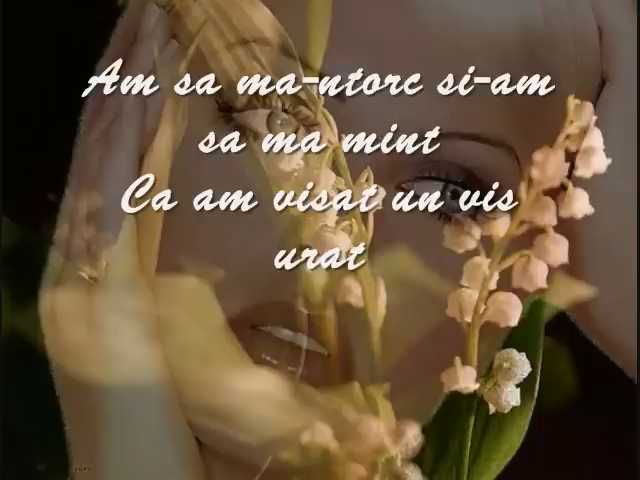 Am sa ma-ntorc si-am
sa ma mint
Ca am visat un vis
urat